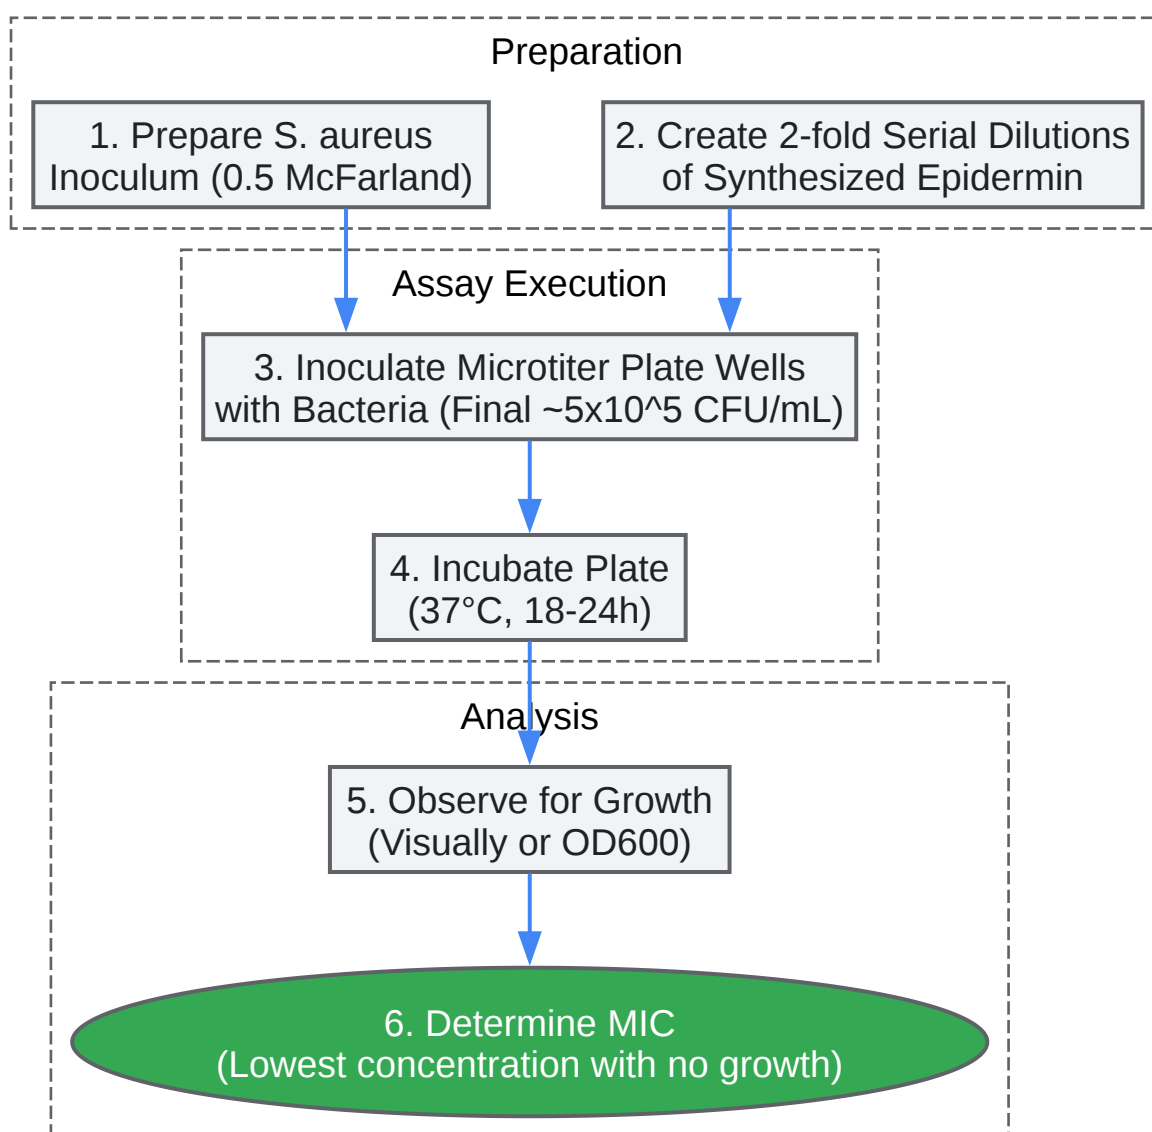 Preparation
1. Prepare S. aureus
Inoculum (0.5 McFarland)
2. Create 2-fold Serial Dilutions
of Synthesized Epidermin
Assay Execution
3. Inoculate Microtiter Plate Wells
with Bacteria (Final ~5x10^5 CFU/mL)
4. Incubate Plate
(37°C, 18-24h)
Analysis
5. Observe for Growth
(Visually or OD600)
6. Determine MIC
(Lowest concentration with no growth)